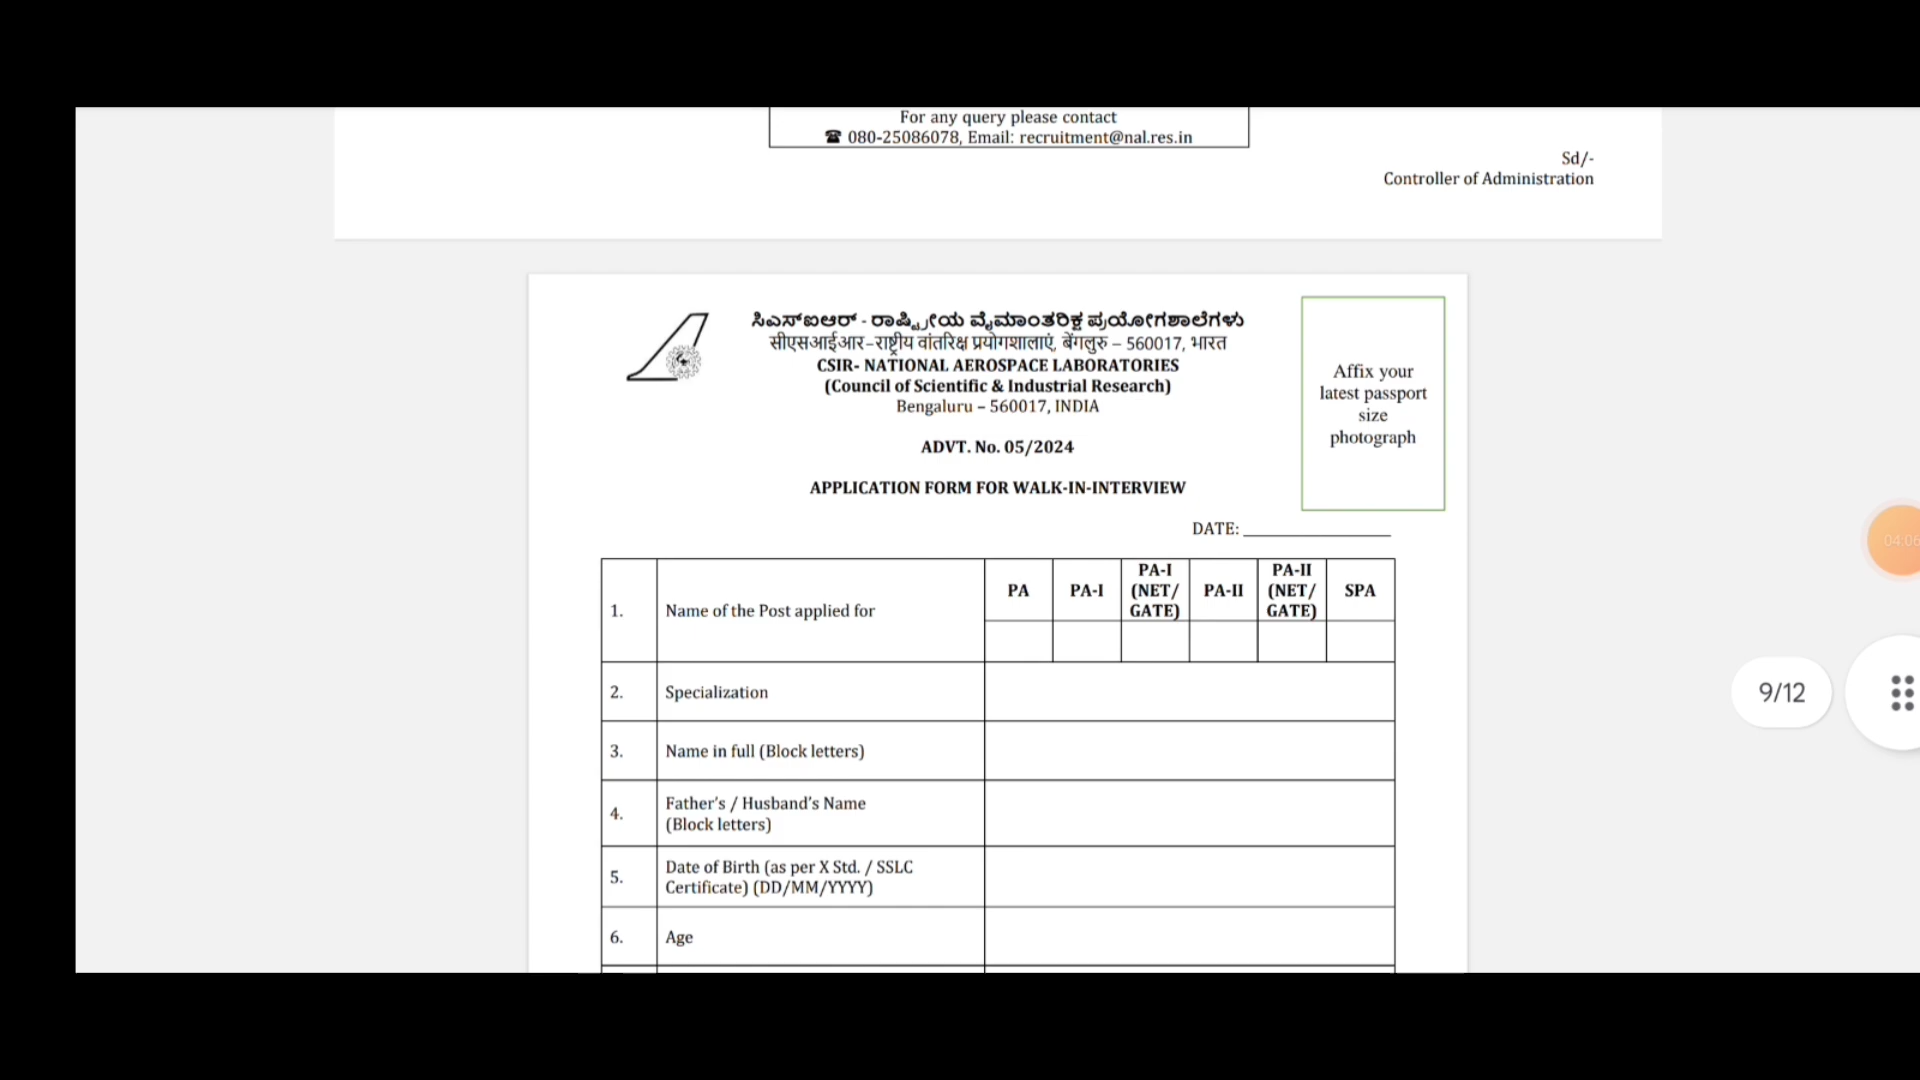 For any query please contact
☎ 080-25086078, Email: recruitment@nal.res.in
Sd/-
Controller of Administration
ಸಿಎಸ್ಐಆರ್ - ರಾಷ್ಟ್ರೀಯ ವೈಮಾಂತರಿಕ್ಷ ಪ್ರಯೋಗಶಾಲೆಗಳು
सीएसआईआर–राष्ट्रीय वांतरिक्ष प्रयोगशालाएं, बेंगलुरु – 560017, भारत
CSIR- NATIONAL AEROSPACE LABORATORIES
(Council of Scientific & Industrial Research)
Bengaluru – 560017, INDIA
Affix your
latest passport
size
photograph
ADVT. No. 05/2024
APPLICATION FORM FOR WALK-IN-INTERVIEW
DATE: ________________
1. Name of the Post applied for
PA
PA-I
PA-I
(NET/
GATE)
PA-II
PA-II
(NET/
GATE)
SPA
2. Specialization
3. Name in full (Block letters)
4. Father's / Husband's Name
(Block letters)
5. Date of Birth (as per X Std. / SSLC
Certificate) (DD/MM/YYYY)
6. Age
04:06
9/12